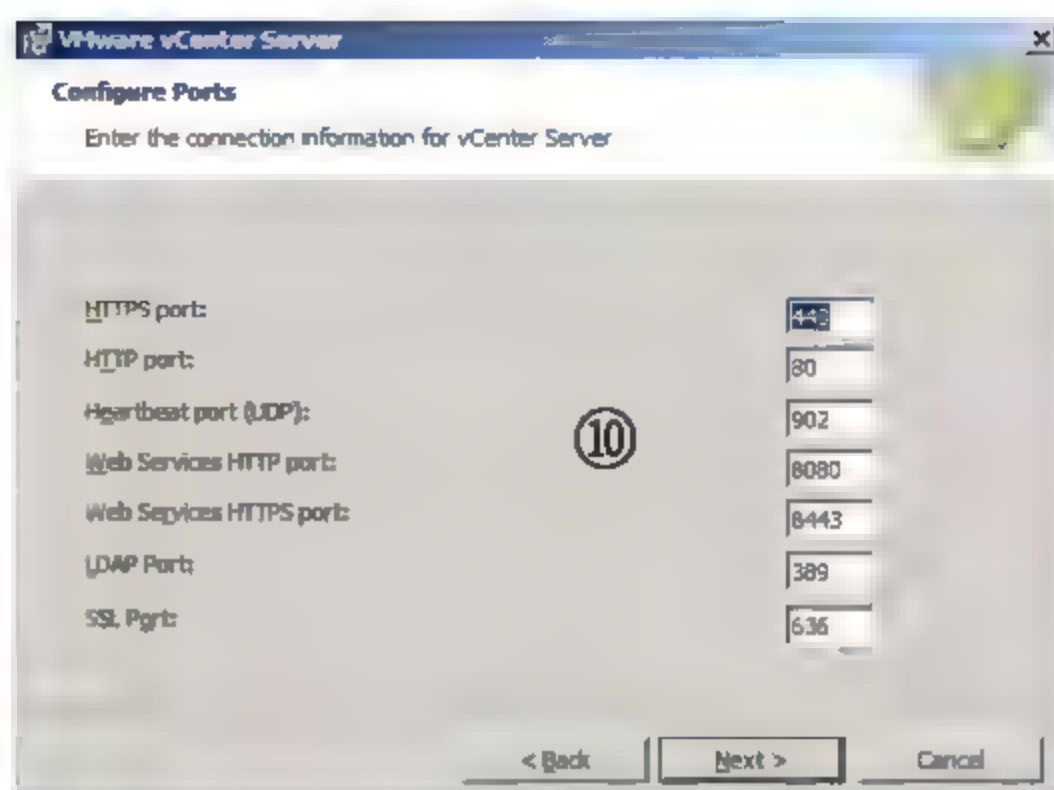 VMware vCenter Server
Configure Ports
Enter the connection information for vCenter Server
HTTPS port: 443
HTTP port: 80
Heartbeat port (UDP): 902
⑩
Web Services HTTP port: 8080
Web Services HTTPS port: 8443
LDAP Port: 389
SSL Port: 636
< Back Next > Cancel